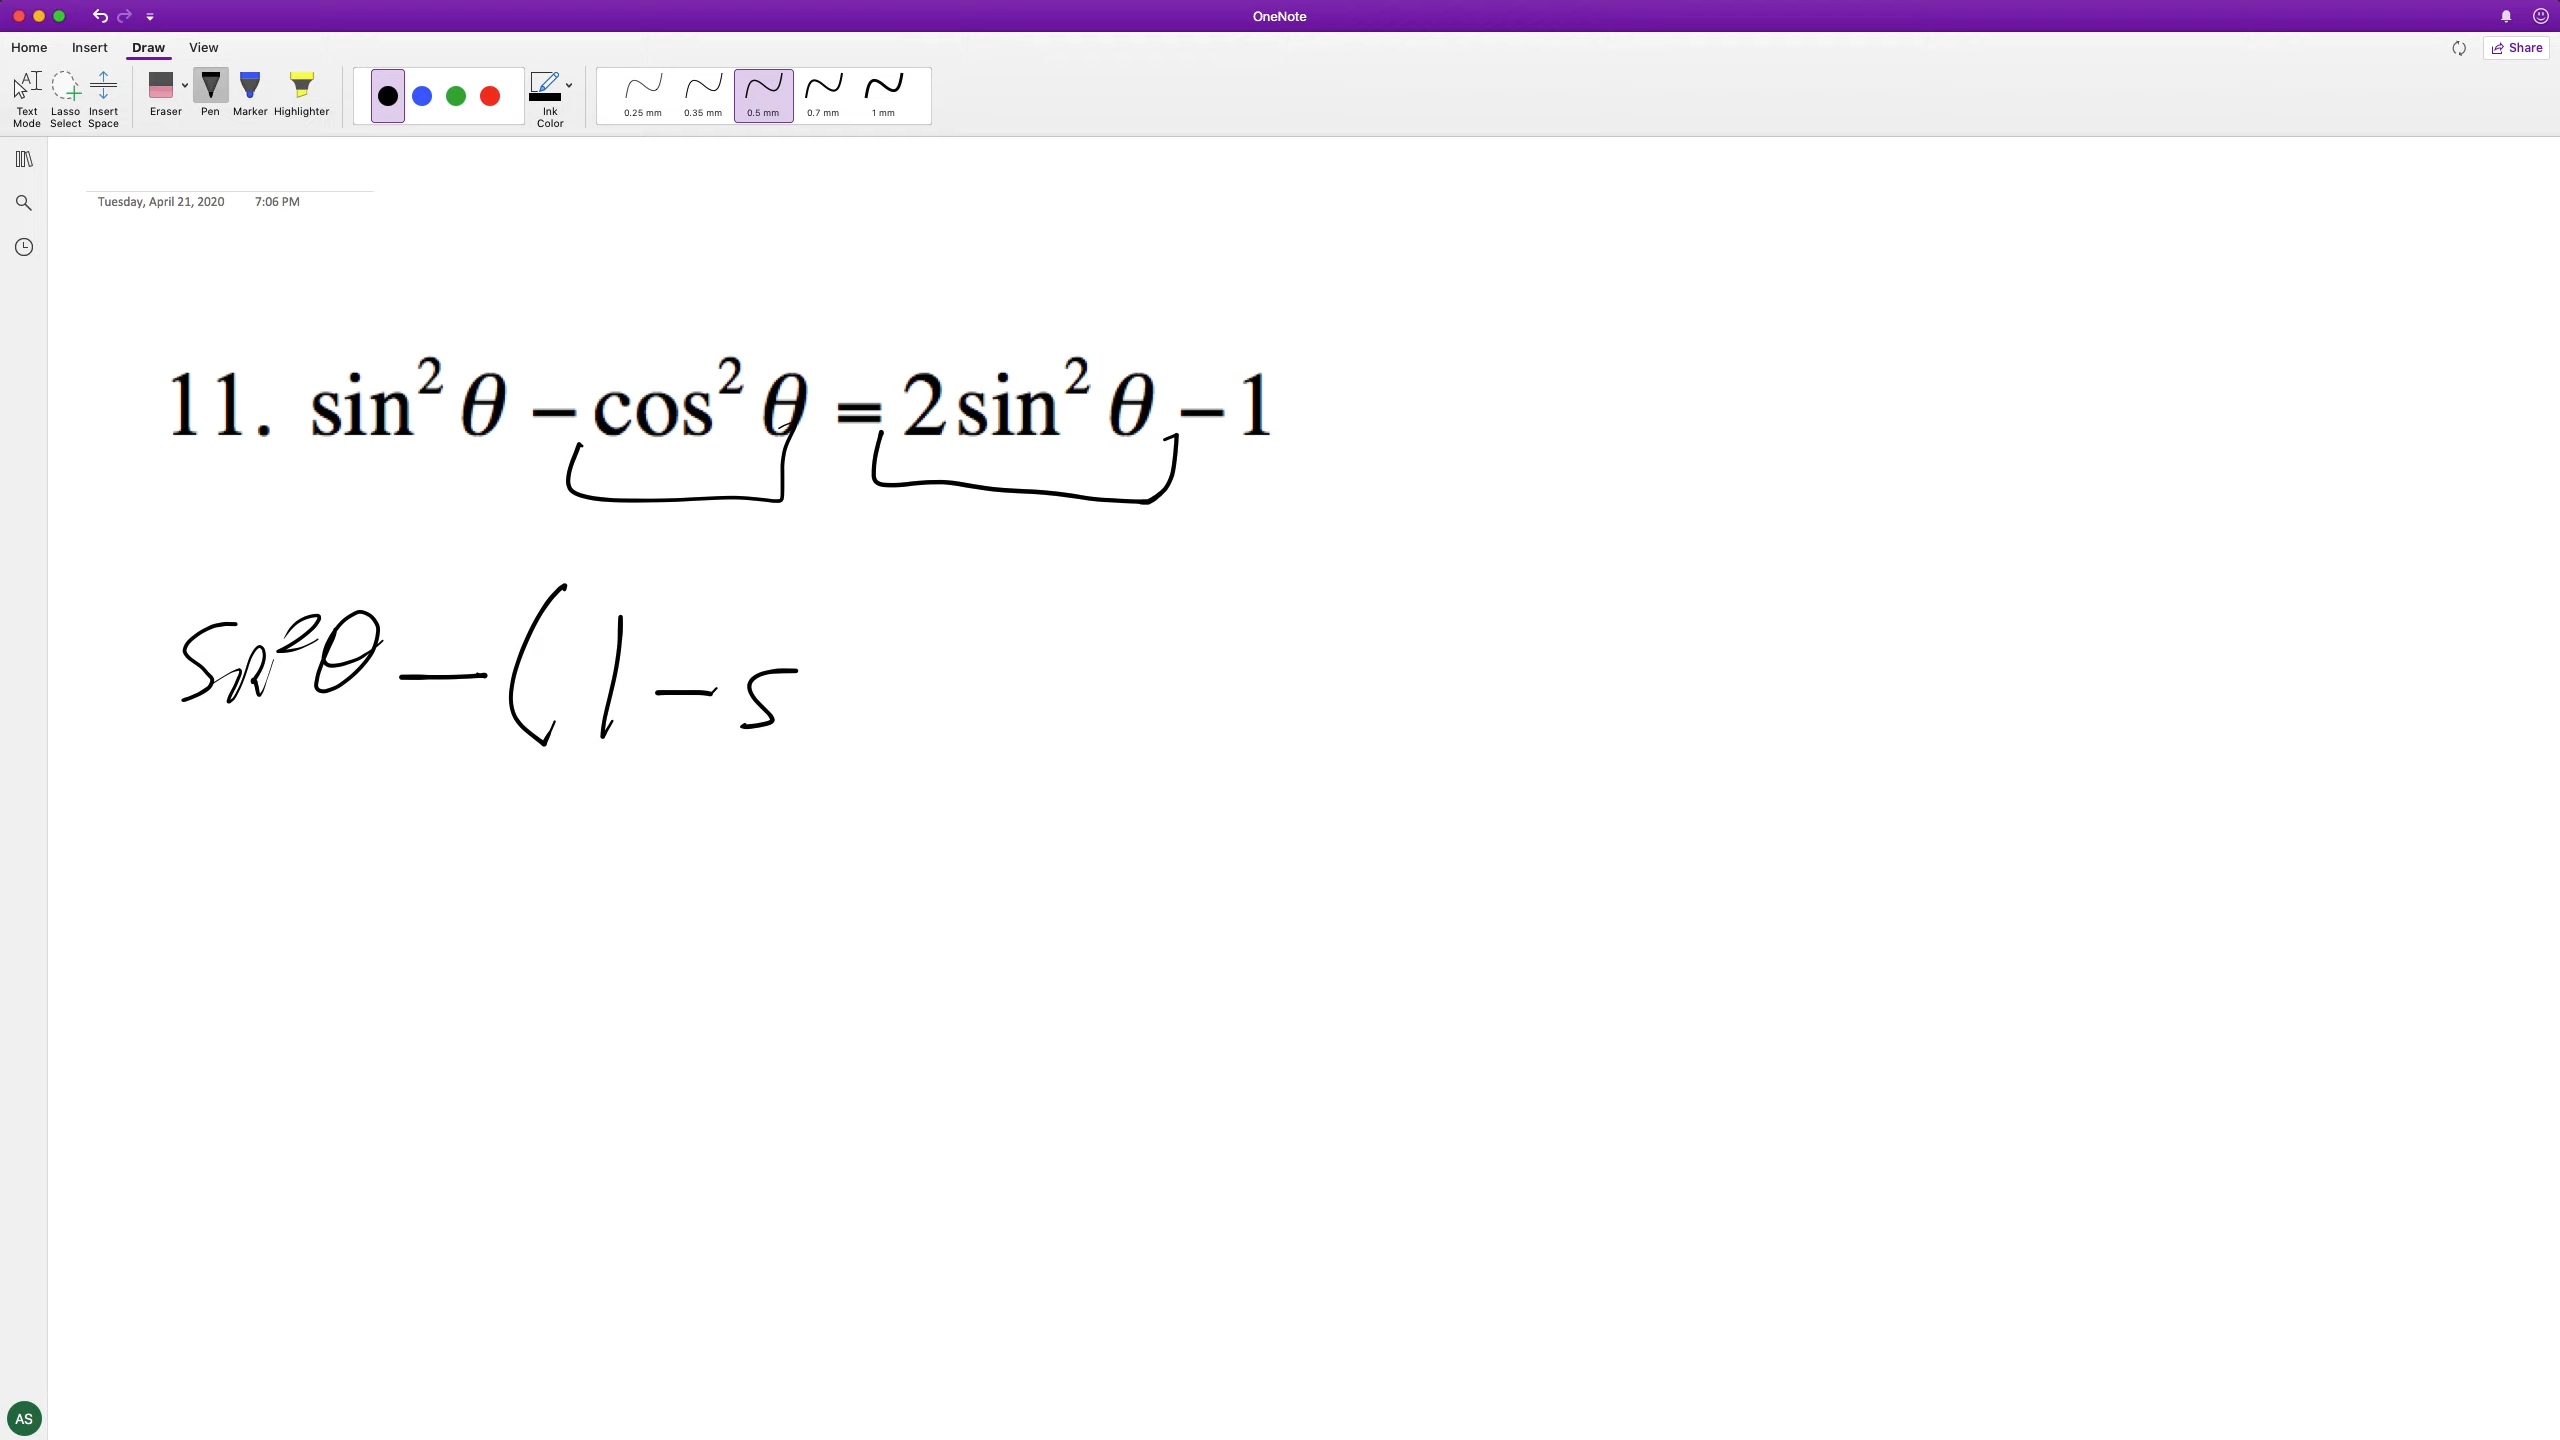 OneNote
Home Insert Draw View Share
Text Mode Lasso Select Insert Space Eraser Pen Marker Highlighter Ink Color 0.25 mm 0.35 mm 0.5 mm 0.7 mm 1 mm
Tuesday, April 21, 2020 7:06 PM
11. sin² θ − cos² θ = 2 sin² θ − 1
sin²θ − (1 − s
AS